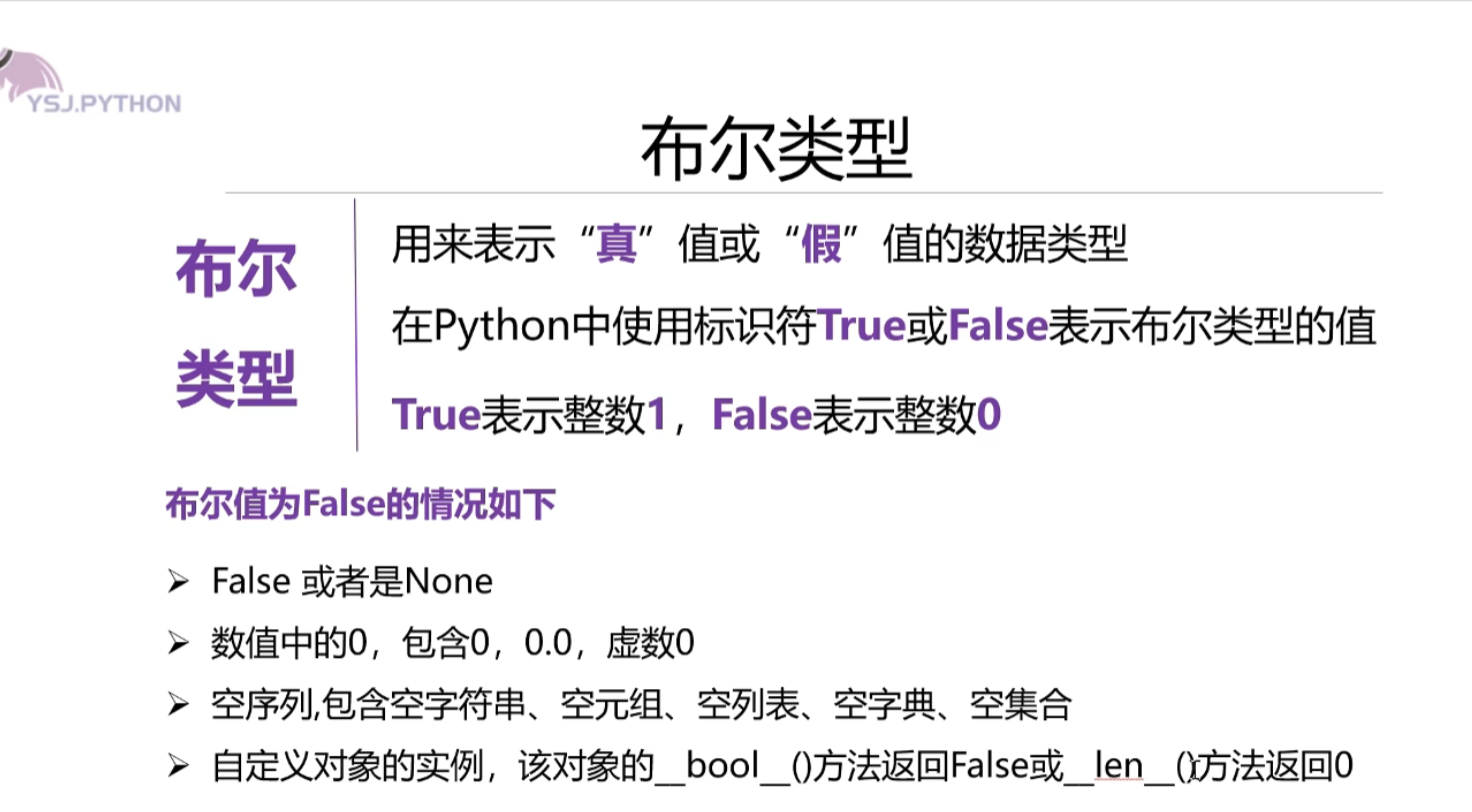 YSJ.PYTHON
布尔类型
布尔
类型
用来表示“真”值或“假”值的数据类型
在Python中使用标识符True或False表示布尔类型的值
True表示整数1，False表示整数0
布尔值为False的情况如下
➢ False 或者是None
➢ 数值中的0，包含0，0.0，虚数0
➢ 空序列,包含空字符串、空元组、空列表、空字典、空集合
➢ 自定义对象的实例，该对象的__bool__()方法返回False或__len__()方法返回0